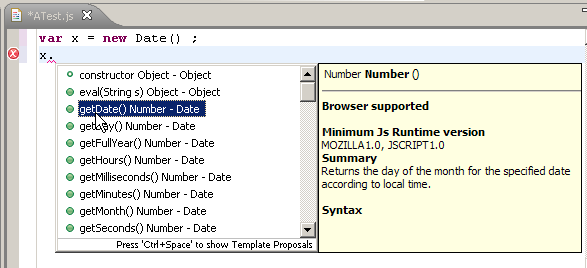 *ATest.js
var x = new Date() ;
x.
constructor Object - Object
eval(String s) Object - Object
getDate() Number - Date
getDay() Number - Date
getFullYear() Number - Date
getHours() Number - Date
getMilliseconds() Number - Date
getMinutes() Number - Date
getMonth() Number - Date
getSeconds() Number - Date
Press 'Ctrl+Space' to show Template Proposals
Number Number ()
Browser supported
Minimum Js Runtime version
MOZILLA1.0, JSCRIPT1.0
Summary
Returns the day of the month for the specified date
according to local time.
Syntax